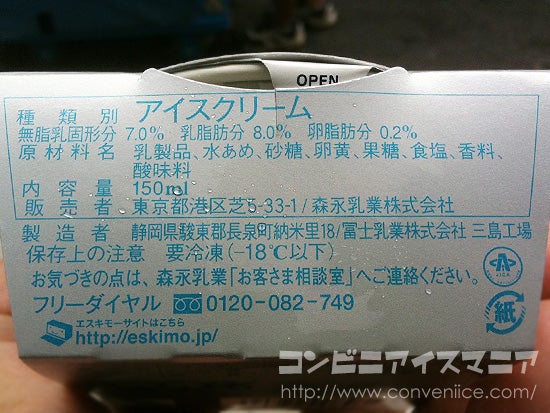 OPEN
種類別 アイスクリーム
無脂乳固形分 7.0% 乳脂肪分 8.0% 卵脂肪分 0.2%
原材料名 乳製品、水あめ、砂糖、卵黄、果糖、食塩、香料、
酸味料
内容量 150ml
販売者 東京都港区芝5-33-1/森永乳業株式会社
製造者 静岡県駿東郡長泉町納米里18/冨士乳業株式会社 三島工場
保存上の注意 要冷凍(-18℃以下)
お気づきの点は、森永乳業「お客さま相談室」へご連絡ください。
フリーダイヤル 0120-082-749
エスキモーサイトはこちら
http://eskimo.jp/
紙
コンビニアイスマニア
http://www.conveniice.com/